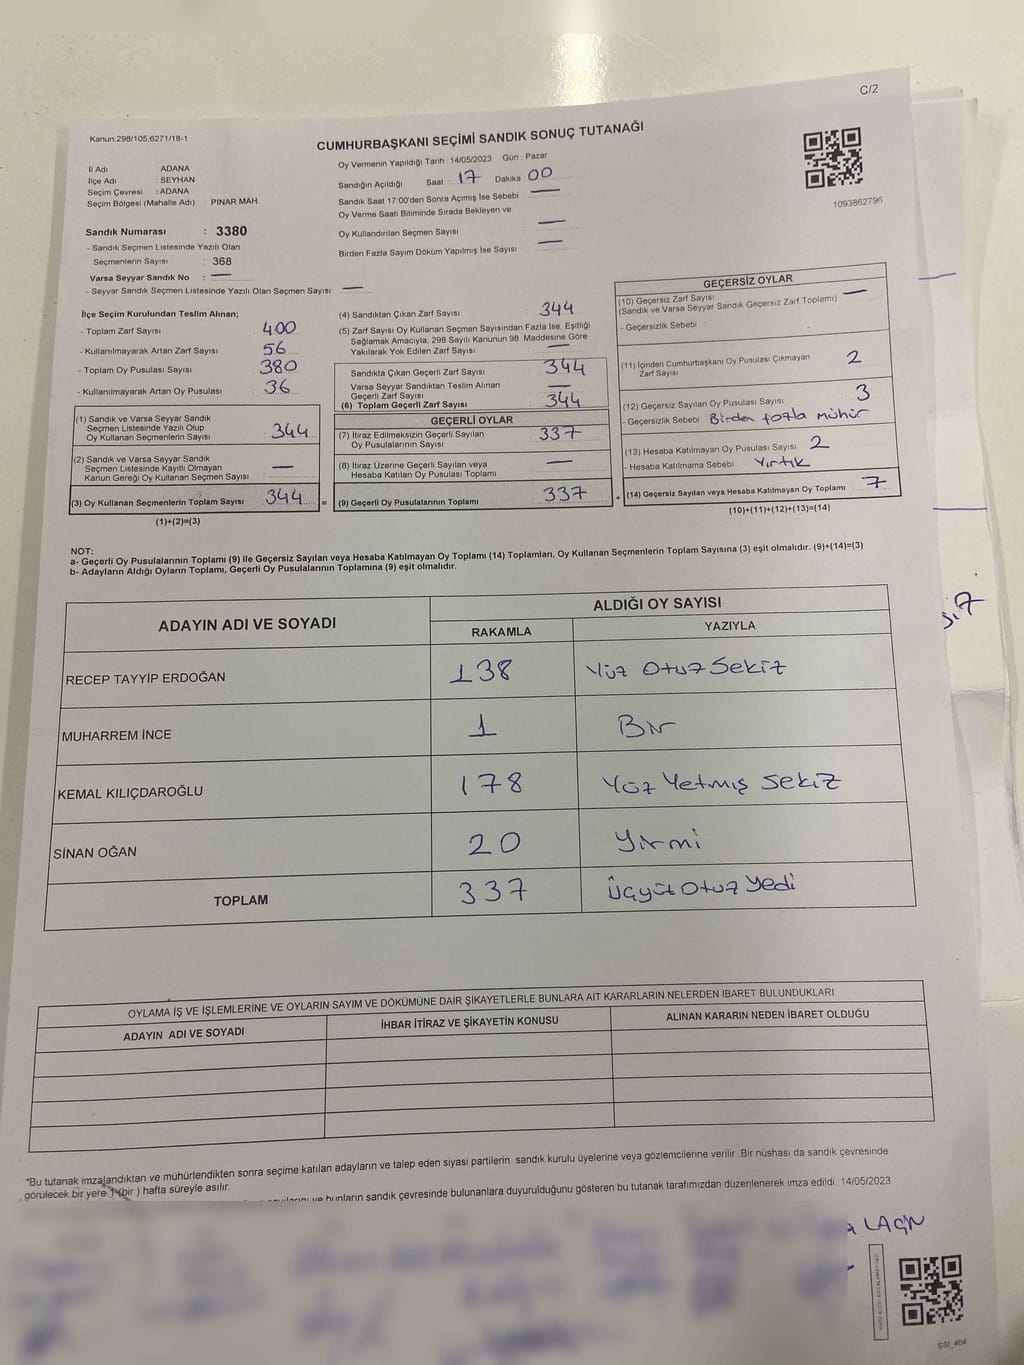 C/2
Kanun 298/105 6271/18-1
CUMHURBAŞKANI SEÇİMİ SANDIK SONUÇ TUTANAĞI
İl Adı : ADANA
İlçe Adı : SEYHAN
Seçim Çevresi : ADANA
Seçim Bölgesi (Mahalle Adı) PINAR MAH.
Oy Vermenin Yapıldığı Tarih : 14/05/2023 Gün : Pazar
Sandığın Açıldığı Saat 17 Dakika 00
Sandık Saat 17:00'den Sonra Açımış İse Sebebi —
Oy Verme Saati Bitiminde Sırada Bekleyen ve
Oy Kullandırılan Seçmen Sayısı —
Birden Fazla Sayım Döküm Yapılmış İse Sayısı —
1093862796
Sandık Numarası : 3380
- Sandık Seçmen Listesinde Yazılı Olan
Seçmenlerin Sayısı : 368
Varsa Seyyar Sandık No : —
- Seyyar Sandık Seçmen Listesinde Yazılı Olan Seçmen Sayısı: —
İlçe Seçim Kurulundan Teslim Alınan;
- Toplam Zarf Sayısı 400
- Kullanılmayarak Artan Zarf Sayısı 56
- Toplam Oy Pusulası Sayısı 380
- Kullanılmayarak Artan Oy Pusulası 36
(1) Sandık ve Varsa Seyyar Sandık
Seçmen Listesinde Yazılı Olup
Oy Kullanan Seçmenlerin Sayısı 344
(2) Sandık ve Varsa Seyyar Sandık
Seçmen Listesinde Kayıtlı Olmayan
Kanun Gereği Oy Kullanan Seçmen Sayısı —
(3) Oy Kullanan Seçmenlerin Toplam Sayısı 344 =
(1)+(2)=(3)
(4) Sandıktan Çıkan Zarf Sayısı 344
(5) Zarf Sayısı Oy Kullanan Seçmen Sayısından Fazla İse, Eşitliği
Sağlamak Amacıyla, 298 Sayılı Kanunun 98. Maddesine Göre
Yakılarak Yok Edilen Zarf Sayısı —
Sandıkta Çıkan Geçerli Zarf Sayısı 344
Varsa Seyyar Sandıktan Teslim Alınan
Geçerli Zarf Sayısı —
(6) Toplam Geçerli Zarf Sayısı 344
GEÇERLİ OYLAR
(7) İtiraz Edilmeksizin Geçerli Sayılan
Oy Pusulalarının Sayısı 337
(8) İtiraz Üzerine Geçerli Sayılan veya
Hesaba Katılan Oy Pusulası Toplamı —
(9) Geçerli Oy Pusulalarının Toplamı 337 +
GEÇERSİZ OYLAR
(10) Geçersiz Zarf Sayısı
(Sandık ve Varsa Seyyar Sandık Geçersiz Zarf Toplamı) —
- Geçersizlik Sebebi :
(11) İçinden Cumhurbaşkanı Oy Pusulası Çıkmayan
Zarf Sayısı 2
(12) Geçersiz Sayılan Oy Pusulası Sayısı 3
- Geçersizlik Sebebi Birden fazla mühür
(13) Hesaba Katılmayan Oy Pusulası Sayısı 2
- Hesaba Katılmama Sebebi Yırtık
(14) Geçersiz Sayılan veya Hesaba Katılmayan Oy Toplamı 7
(10)+(11)+(12)+(13)=(14)
NOT:
a- Geçerli Oy Pusulalarının Toplamı (9) ile Geçersiz Sayılan veya Hesaba Katılmayan Oy Toplamı (14) Toplamları, Oy Kullanan Seçmenlerin Toplam Sayısına (3) eşit olmalıdır. (9)+(14)=(3)
b- Adayların Aldığı Oyların Toplamı, Geçerli Oy Pusulalarının Toplamına (9) eşit olmalıdır.
ADAYIN ADI VE SOYADI ALDIĞI OY SAYISI
RAKAMLA YAZIYLA
RECEP TAYYİP ERDOĞAN 138 Yüz Otuz Sekiz
MUHARREM İNCE 1 Bir
KEMAL KILIÇDAROĞLU 178 Yüz Yetmiş Sekiz
SİNAN OĞAN 20 Yirmi
TOPLAM 337 Üçyüz Otuz Yedi
OYLAMA İŞ VE İŞLEMLERİNE VE OYLARIN SAYIM VE DÖKÜMÜNE DAİR ŞİKAYETLERLE BUNLARA AİT KARARLARIN NELERDEN İBARET BULUNDUKLARI
ADAYIN ADI VE SOYADI İHBAR İTİRAZ VE ŞİKAYETİN KONUSU ALINAN KARARIN NEDEN İBARET OLDUĞU
*Bu tutanak imzalandıktan ve mühürlendikten sonra seçime katılan adayların ve talep eden siyasi partilerin sandık kurulu üyelerine veya gözlemcilerine verilir. Bir nüshası da sandık çevresinde
görülecek bir yere 1 (bir) hafta süreyle asılır.
ve bunların sandık çevresinde bulunanlara duyurulduğunu gösteren bu tutanak tarafımızdan düzenlenerek imza edildi. 14/05/2023
LAÇİN
SSI_404